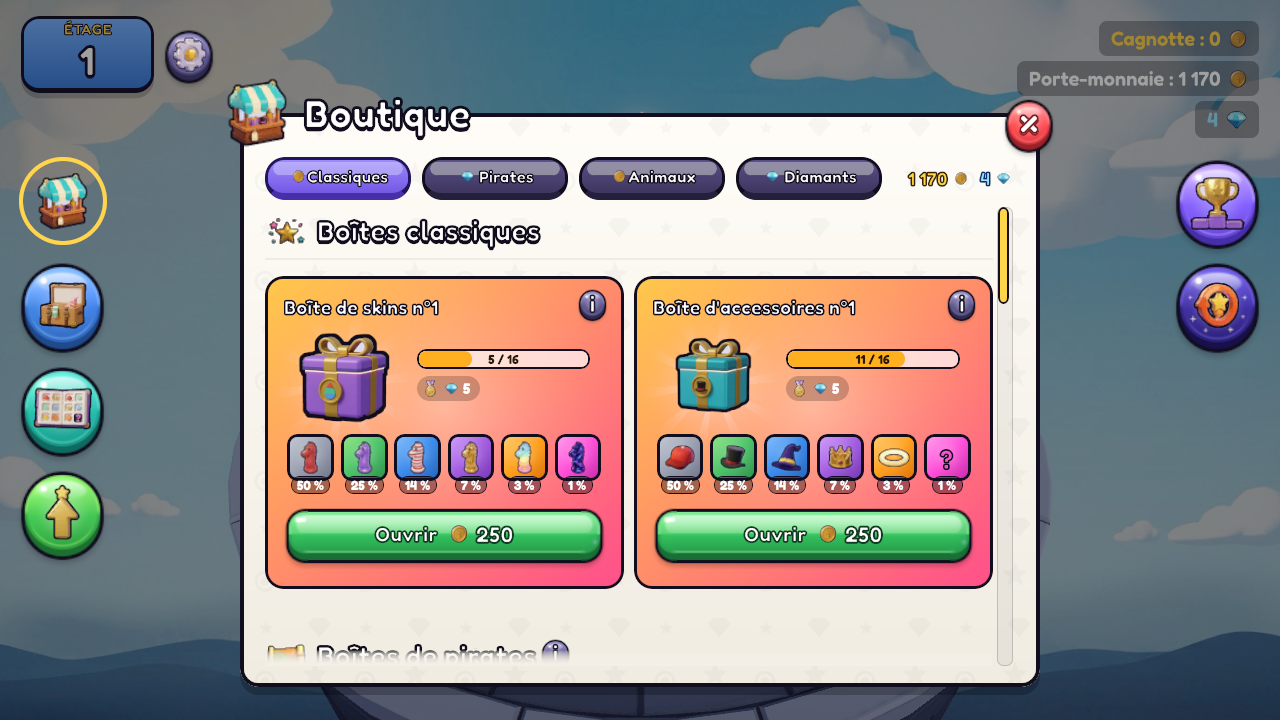 ÉTAGE
1
Cagnotte : 0
Porte-monnaie : 1 170
4
Boutique
Classiques
Pirates
Animaux
Diamants
1 170
4
Boîtes classiques
Boîte de skins n°1
i
5 / 16
5
50 %
25 %
14 %
7 %
3 %
1 %
Ouvrir 250
Boîte d'accessoires n°1
i
11 / 16
5
?
50 %
25 %
14 %
7 %
3 %
1 %
Ouvrir 250
Boîtes de pirates
i